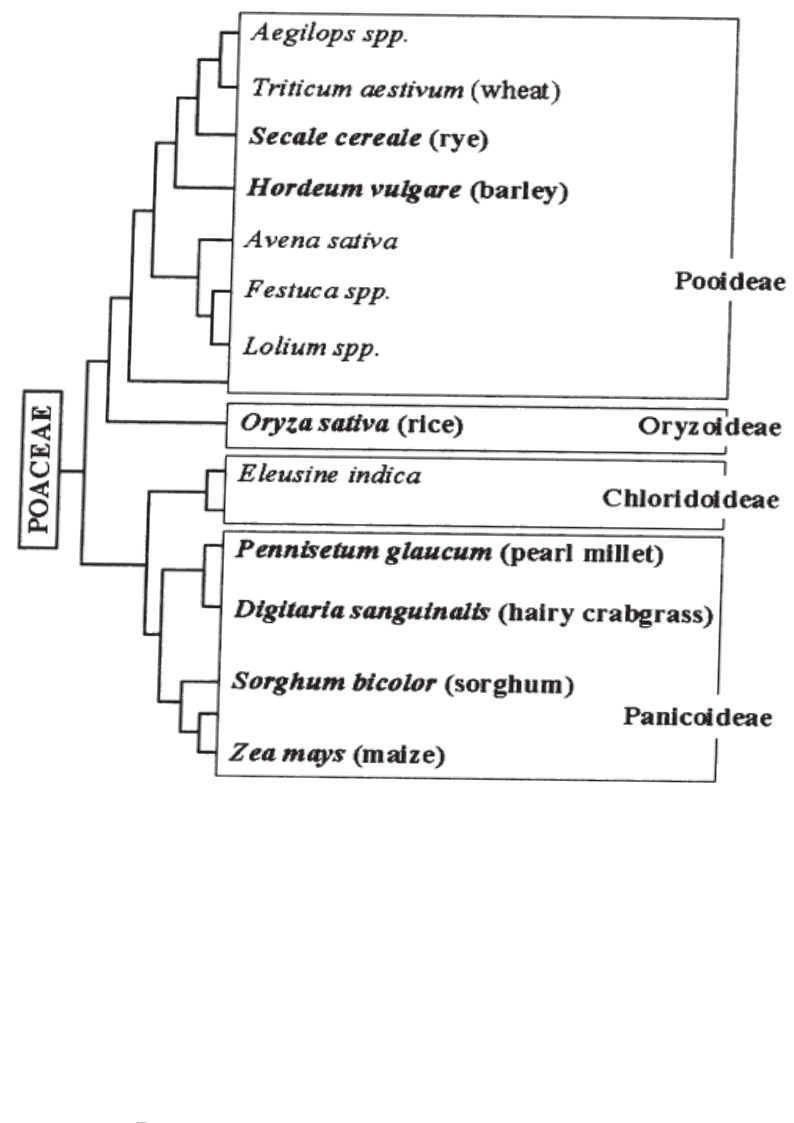 Aegilops spp.
Triticum aestivum (wheat)
Secale cereale (rye)
Hordeum vulgare (barley)
Avena sativa
Pooideae
Festuca spp.
Lolium spp.
POACEAE
Oryza sativa (rice) Oryzoideae
Eleusine indica
Chloridoideae
Pennisetum glaucum (pearl millet)
Digitaria sanguinalis (hairy crabgrass)
Sorghum bicolor (sorghum)
Panicoideae
Zea mays (maize)